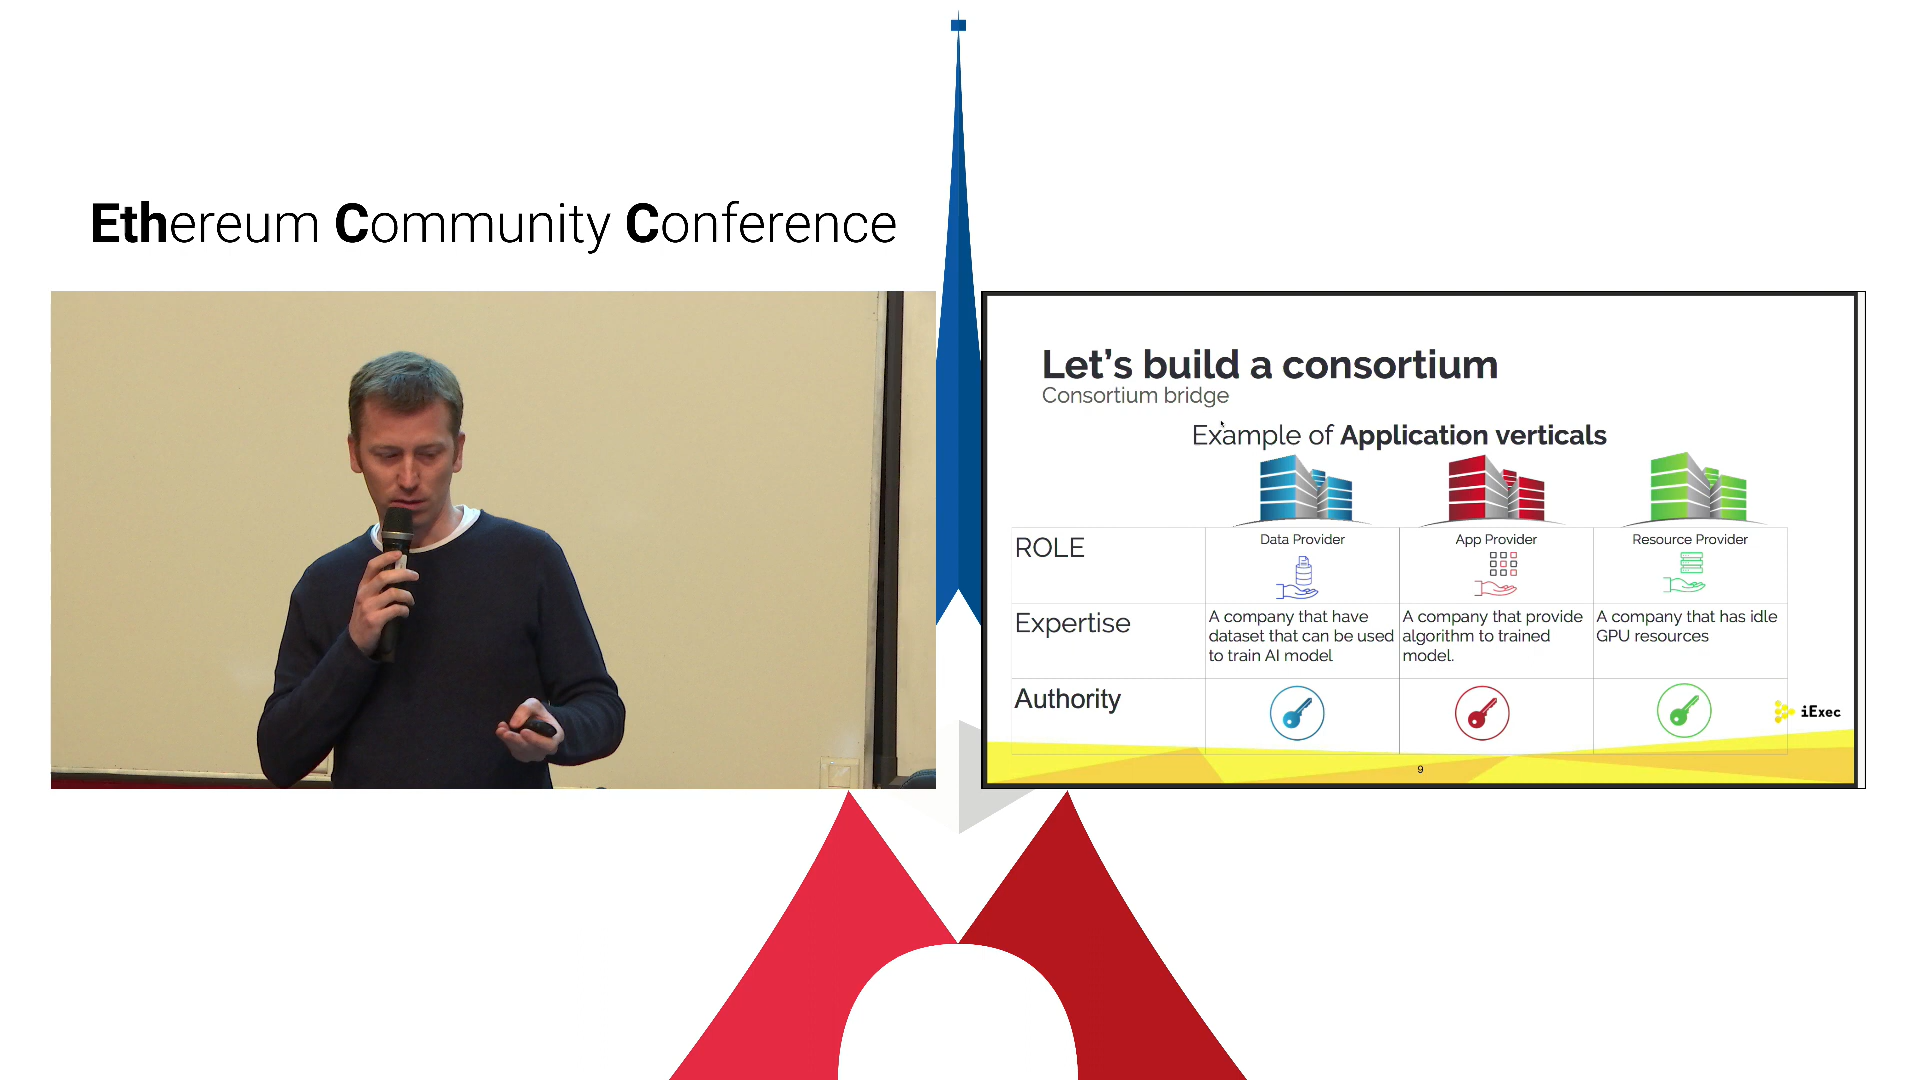 Ethereum Community Conference
Let's build a consortium
Consortium bridge
Example of Application verticals
ROLE
Data Provider
App Provider
Resource Provider
Expertise
A company that have
dataset that can be used
to train AI model
A company that provide
algorithm to trained
model.
A company that has idle
GPU resources
Authority
iExec
9